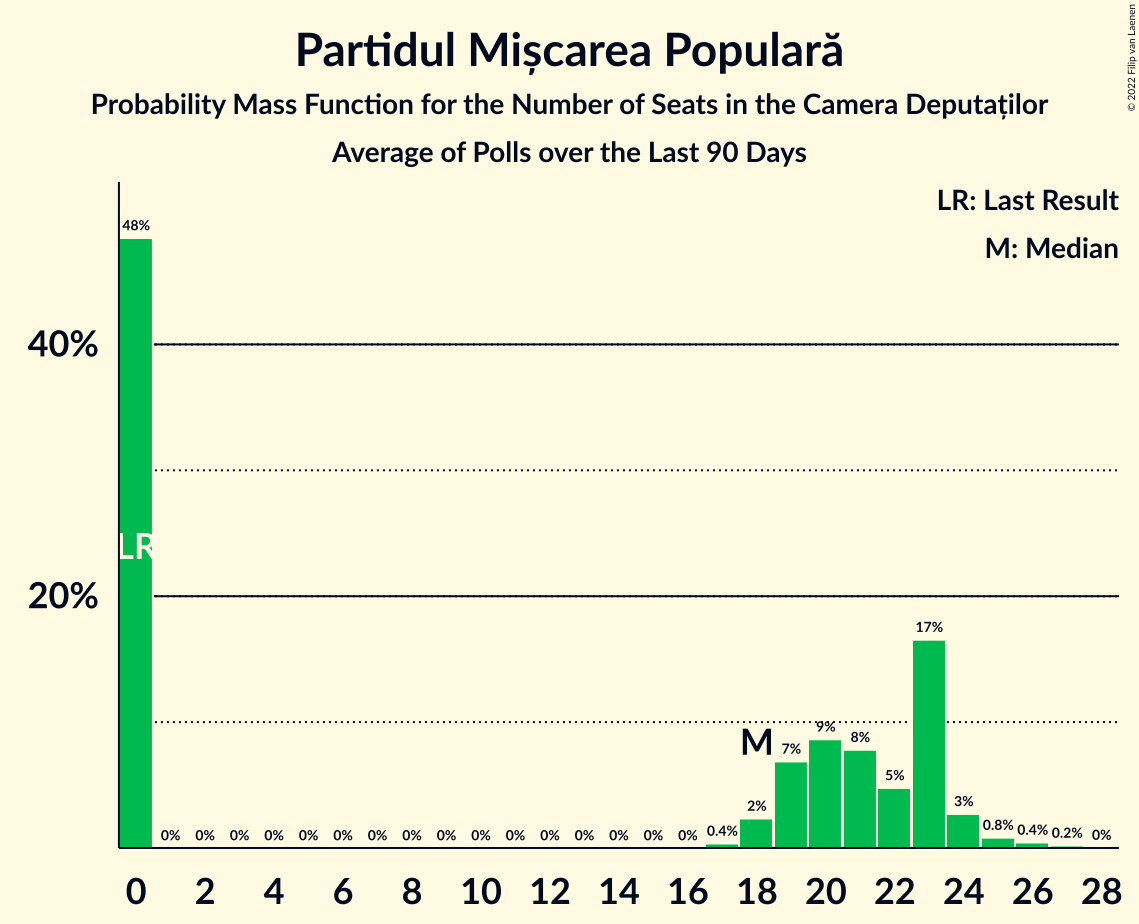 Partidul Mișcarea Populară
Probability Mass Function for the Number of Seats in the Camera Deputaților
Average of Polls over the Last 90 Days
© 2022 Filip van Laenen
LR: Last Result
M: Median
48%
40%
LR
20%
17%
9%
M
7%
8%
5%
2%
3%
0% 0% 0% 0% 0% 0% 0% 0% 0% 0% 0% 0% 0% 0% 0% 0% 0.4% 0.8% 0.4% 0.2% 0%
0 2 4 6 8 10 12 14 16 18 20 22 24 26 28